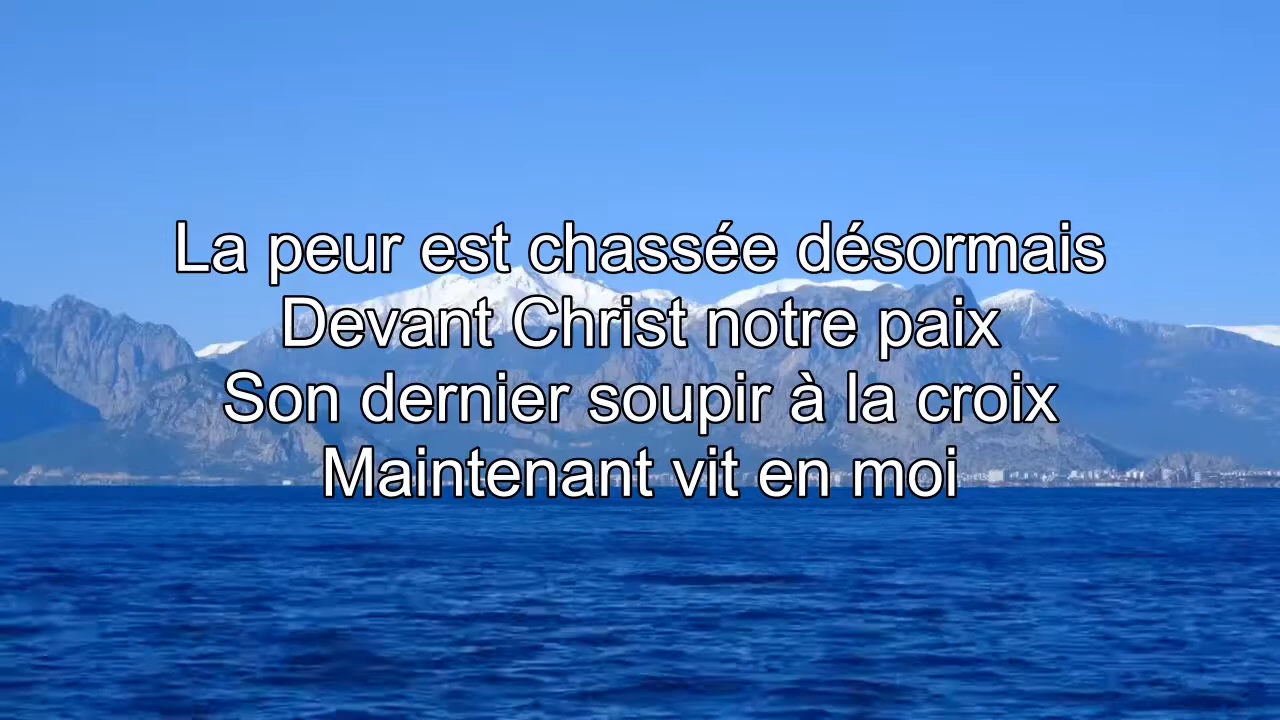 La peur est chassée désormais
Devant Christ notre paix
Son dernier soupir à la croix
Maintenant vit en moi